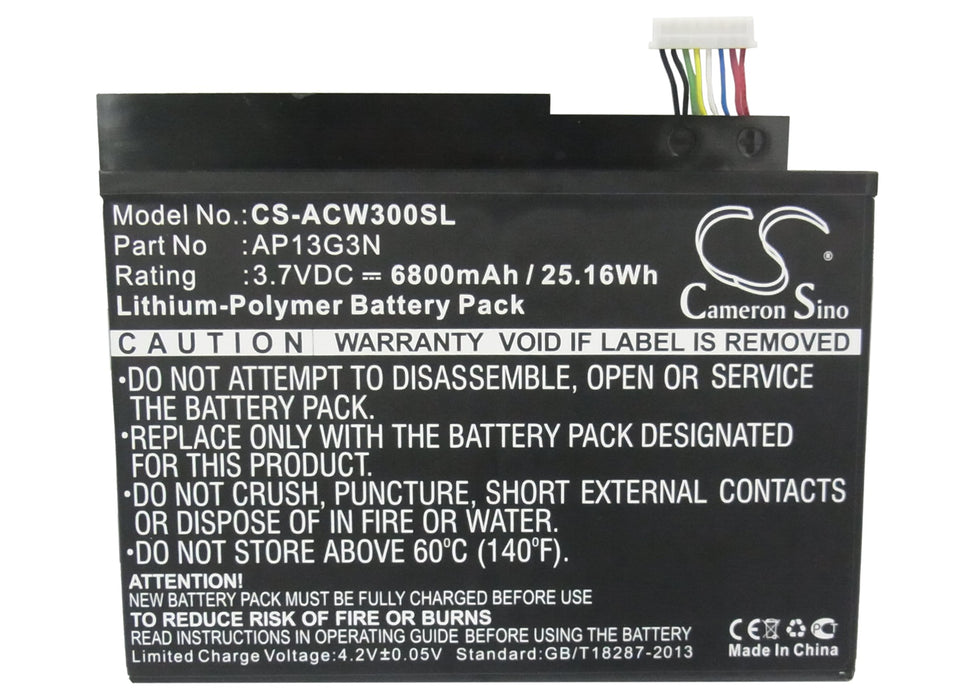 Model No.: CS-ACW300SL
Part No :AP13G3N
Rating :3.7VDC ⎓ 6800mAh / 25.16Wh
Lithium-Polymer Battery Pack
CS®
Cameron Sino
CAUTION WARRANTY VOID IF LABEL IS REMOVED
•DO NOT ATTEMPT TO DISASSEMBLE, OPEN OR SERVICE
THE BATTERY PACK.
•REPLACE ONLY WITH THE BATTERY PACK DESIGNATED
FOR THIS PRODUCT.
•DO NOT CRUSH, PUNCTURE, SHORT EXTERNAL CONTACTS
OR DISPOSE OF IN FIRE OR WATER.
•DO NOT STORE ABOVE 60°C (140°F).
ATTENTION!
NEW BATTERY PACK MUST BE FULLY CHARGED BEFORE USE
TO REDUCE RISK OF FIRE OR BURNS
READ INSTRUCTIONS IN OPERATING GUIDE BEFORE USE
Limited Charge Voltage:4.2V±0.05V Standard:GB/T18287-2013
CE PCT
Made In China